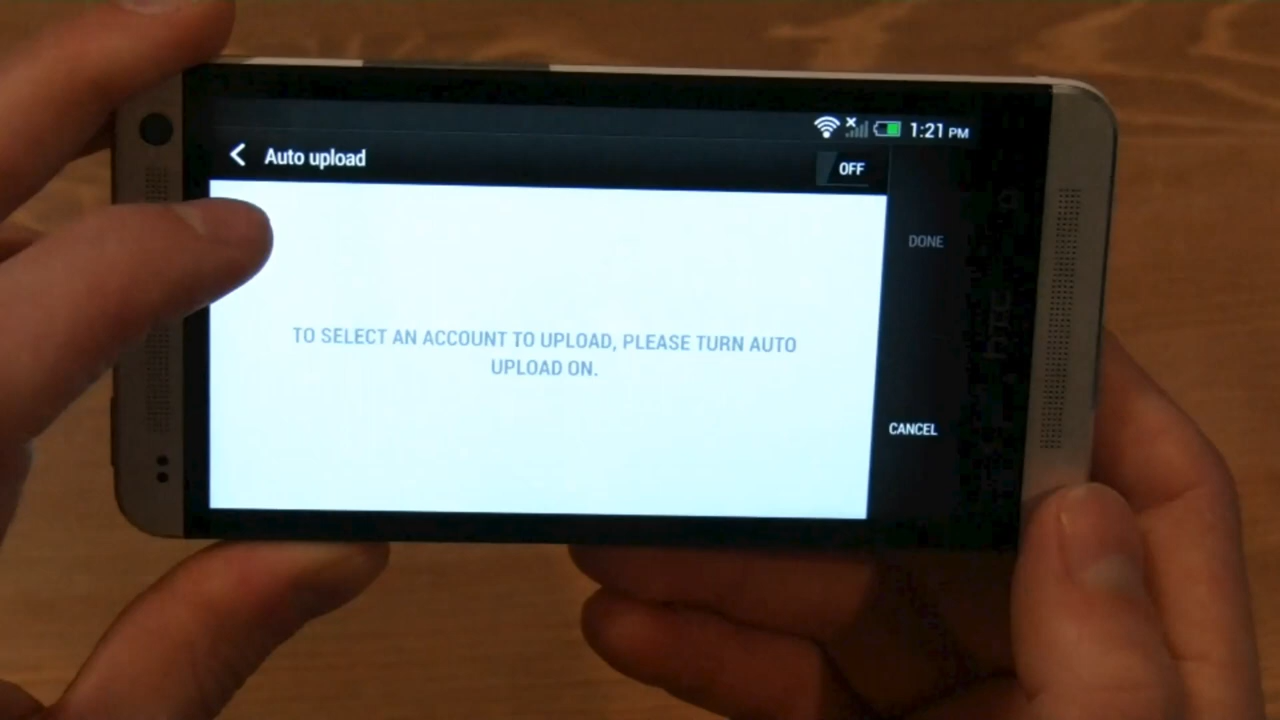 1:21 PM
Auto upload
OFF
DONE
TO SELECT AN ACCOUNT TO UPLOAD, PLEASE TURN AUTO
UPLOAD ON.
CANCEL
hTC